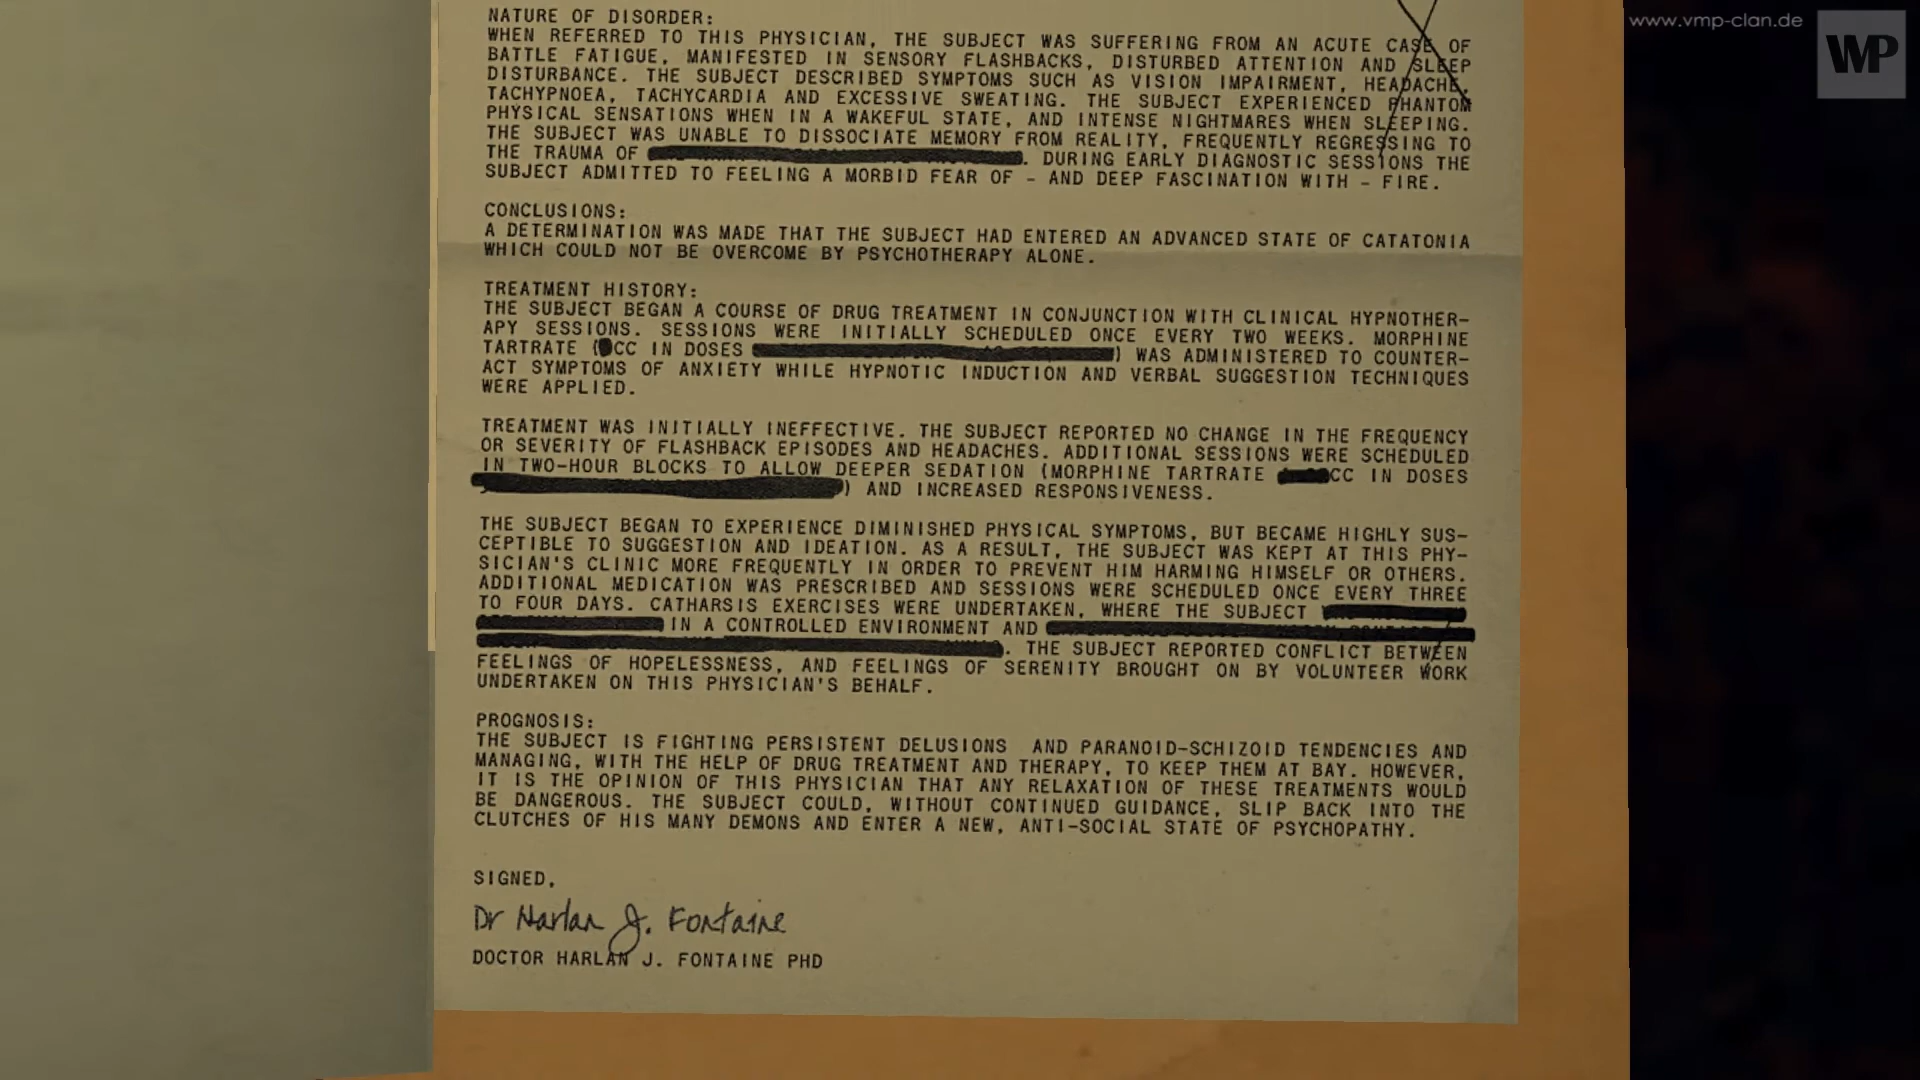 www.vmp-clan.de
VMP
NATURE OF DISORDER:
WHEN REFERRED TO THIS PHYSICIAN, THE SUBJECT WAS SUFFERING FROM AN ACUTE CASE OF
BATTLE FATIGUE, MANIFESTED IN SENSORY FLASHBACKS, DISTURBED ATTENTION AND SLEEP
DISTURBANCE. THE SUBJECT DESCRIBED SYMPTOMS SUCH AS VISION IMPAIRMENT, HEADACHE,
TACHYPNOEA, TACHYCARDIA AND EXCESSIVE SWEATING. THE SUBJECT EXPERIENCED PHANTOM
PHYSICAL SENSATIONS WHEN IN A WAKEFUL STATE, AND INTENSE NIGHTMARES WHEN SLEEPING.
THE SUBJECT WAS UNABLE TO DISSOCIATE MEMORY FROM REALITY, FREQUENTLY REGRESSING TO
THE TRAUMA OF . DURING EARLY DIAGNOSTIC SESSIONS THE
SUBJECT ADMITTED TO FEELING A MORBID FEAR OF - AND DEEP FASCINATION WITH - FIRE.
CONCLUSIONS:
A DETERMINATION WAS MADE THAT THE SUBJECT HAD ENTERED AN ADVANCED STATE OF CATATONIA
WHICH COULD NOT BE OVERCOME BY PSYCHOTHERAPY ALONE.
TREATMENT HISTORY:
THE SUBJECT BEGAN A COURSE OF DRUG TREATMENT IN CONJUNCTION WITH CLINICAL HYPNOTHER-
APY SESSIONS. SESSIONS WERE INITIALLY SCHEDULED ONCE EVERY TWO WEEKS. MORPHINE
TARTRATE ( CC IN DOSES ) WAS ADMINISTERED TO COUNTER-
ACT SYMPTOMS OF ANXIETY WHILE HYPNOTIC INDUCTION AND VERBAL SUGGESTION TECHNIQUES
WERE APPLIED.
TREATMENT WAS INITIALLY INEFFECTIVE. THE SUBJECT REPORTED NO CHANGE IN THE FREQUENCY
OR SEVERITY OF FLASHBACK EPISODES AND HEADACHES. ADDITIONAL SESSIONS WERE SCHEDULED
IN TWO-HOUR BLOCKS TO ALLOW DEEPER SEDATION (MORPHINE TARTRATE CC IN DOSES
) AND INCREASED RESPONSIVENESS.
THE SUBJECT BEGAN TO EXPERIENCE DIMINISHED PHYSICAL SYMPTOMS, BUT BECAME HIGHLY SUS-
CEPTIBLE TO SUGGESTION AND IDEATION. AS A RESULT, THE SUBJECT WAS KEPT AT THIS PHY-
SICIAN'S CLINIC MORE FREQUENTLY IN ORDER TO PREVENT HIM HARMING HIMSELF OR OTHERS.
ADDITIONAL MEDICATION WAS PRESCRIBED AND SESSIONS WERE SCHEDULED ONCE EVERY THREE
TO FOUR DAYS. CATHARSIS EXERCISES WERE UNDERTAKEN, WHERE THE SUBJECT
IN A CONTROLLED ENVIRONMENT AND
. THE SUBJECT REPORTED CONFLICT BETWEEN
FEELINGS OF HOPELESSNESS, AND FEELINGS OF SERENITY BROUGHT ON BY VOLUNTEER WORK
UNDERTAKEN ON THIS PHYSICIAN'S BEHALF.
PROGNOSIS:
THE SUBJECT IS FIGHTING PERSISTENT DELUSIONS AND PARANOID-SCHIZOID TENDENCIES AND
MANAGING, WITH THE HELP OF DRUG TREATMENT AND THERAPY, TO KEEP THEM AT BAY. HOWEVER,
IT IS THE OPINION OF THIS PHYSICIAN THAT ANY RELAXATION OF THESE TREATMENTS WOULD
BE DANGEROUS. THE SUBJECT COULD, WITHOUT CONTINUED GUIDANCE, SLIP BACK INTO THE
CLUTCHES OF HIS MANY DEMONS AND ENTER A NEW, ANTI-SOCIAL STATE OF PSYCHOPATHY.
SIGNED,
Dr Harlan J. Fontaine
DOCTOR HARLAN J. FONTAINE PHD